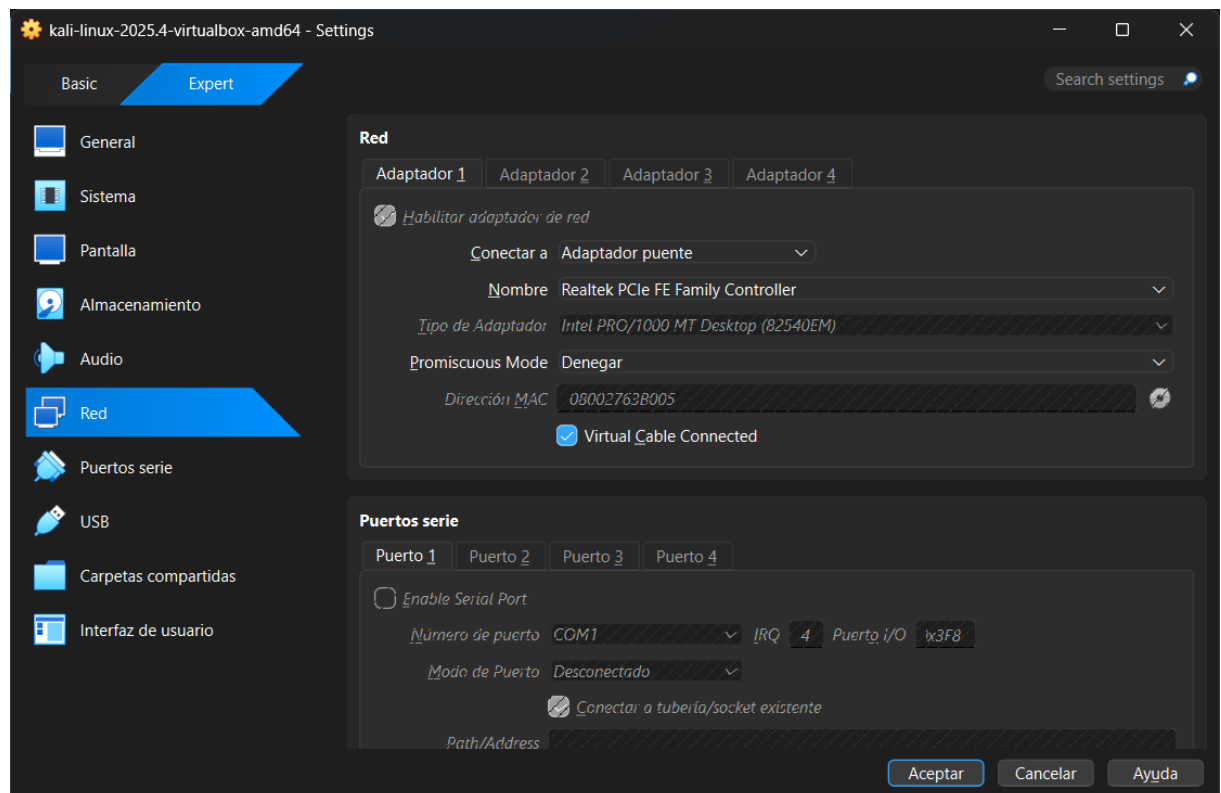 kali-linux-2025.4-virtualbox-amd64 - Settings
Basic Expert Search settings
General
Sistema
Pantalla
Almacenamiento
Audio
Red
Puertos serie
USB
Carpetas compartidas
Interfaz de usuario
Red
Adaptador 1 Adaptador 2 Adaptador 3 Adaptador 4
Habilitar adaptador de red
Conectar a Adaptador puente
Nombre Realtek PCIe FE Family Controller
Tipo de Adaptador Intel PRO/1000 MT Desktop (82540EM)
Promiscuous Mode Denegar
Dirección MAC 08002763B005
Virtual Cable Connected
Puertos serie
Puerto 1 Puerto 2 Puerto 3 Puerto 4
Enable Serial Port
Número de puerto COM1 IRQ 4 Puerto i/O x3F8
Modo de Puerto Desconectado
Conectar a tubería/socket existente
Path/Address
Aceptar Cancelar Ayuda